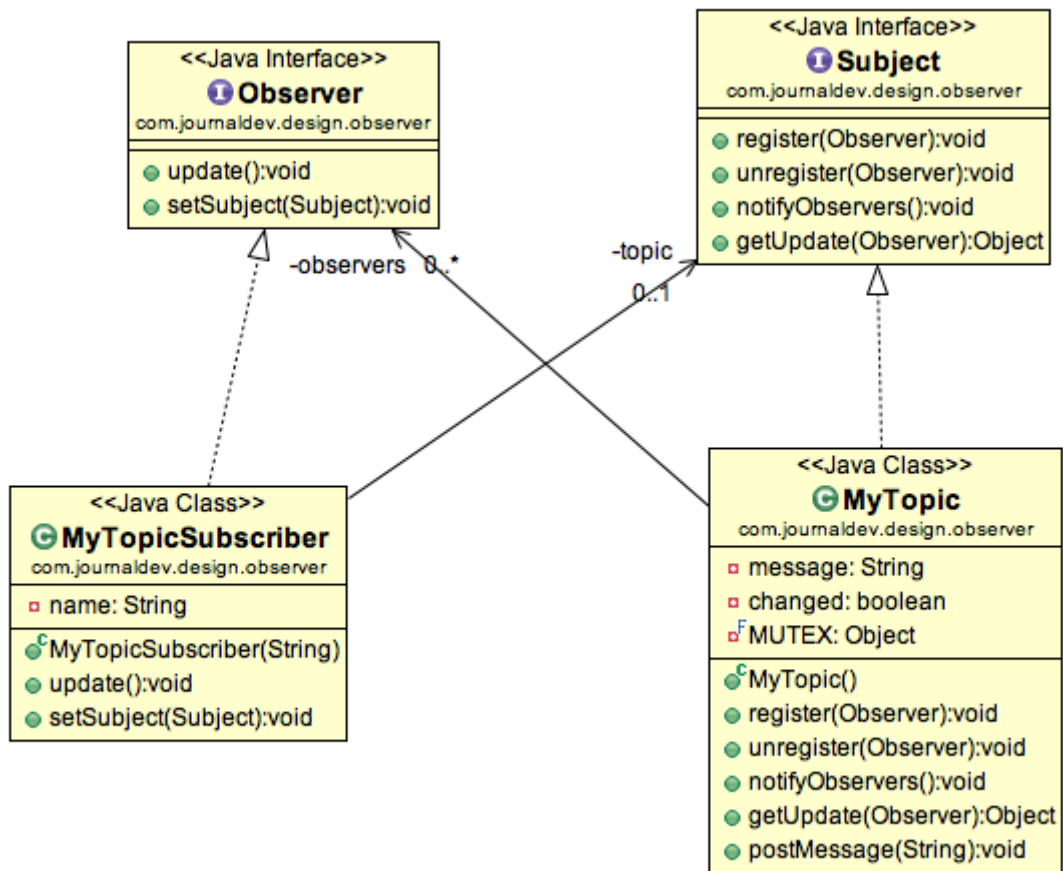 <<Java Interface>>
I Observer
com.journaldev.design.observer
update():void
setSubject(Subject):void
<<Java Interface>>
I Subject
com.journaldev.design.observer
register(Observer):void
unregister(Observer):void
notifyObservers():void
getUpdate(Observer):Object
-observers 0..*
-topic
0..1
<<Java Class>>
C MyTopicSubscriber
com.journaldev.design.observer
name: String
C MyTopicSubscriber(String)
update():void
setSubject(Subject):void
<<Java Class>>
C MyTopic
com.journaldev.design.observer
message: String
changed: boolean
F MUTEX: Object
C MyTopic()
register(Observer):void
unregister(Observer):void
notifyObservers():void
getUpdate(Observer):Object
postMessage(String):void